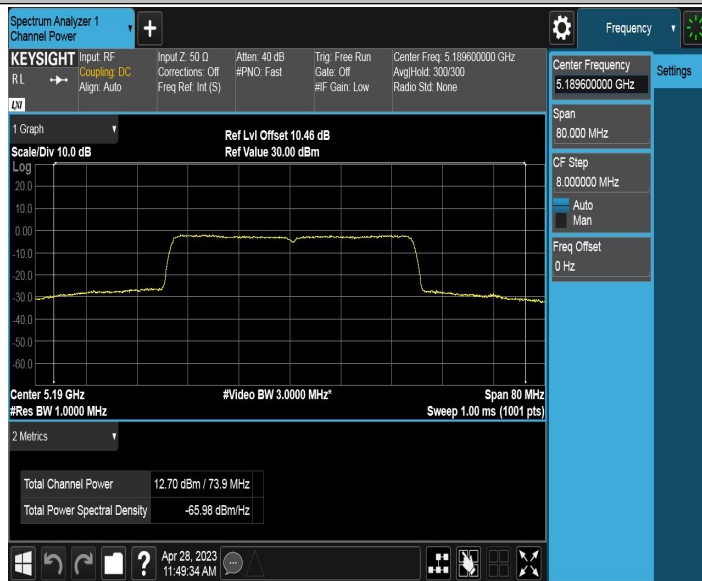 Spectrum Analyzer 1
Channel Power
Frequency
KEYSIGHT
R L
LXI
Input: RF
Coupling: DC
Align: Auto
Input Z: 50 Ω
Corrections: Off
Freq Ref: Int (S)
Atten: 40 dB
#PNO: Fast
Trig: Free Run
Gate: Off
#IF Gain: Low
Center Freq: 5.189600000 GHz
Avg|Hold: 300/300
Radio Std: None
Center Frequency
5.189600000 GHz
Settings
Span
80.000 MHz
CF Step
8.000000 MHz
Auto
Man
Freq Offset
0 Hz
1 Graph
Scale/Div 10.0 dB
Ref Lvl Offset 10.46 dB
Ref Value 30.00 dBm
Log
20.0
10.0
0.00
-10.0
-20.0
-30.0
-40.0
-50.0
-60.0
Center 5.19 GHz
#Res BW 1.0000 MHz
#Video BW 3.0000 MHz*
Span 80 MHz
Sweep 1.00 ms (1001 pts)
2 Metrics
Total Channel Power 12.70 dBm / 73.9 MHz
Total Power Spectral Density -65.98 dBm/Hz
?
Apr 28, 2023
11:49:34 AM